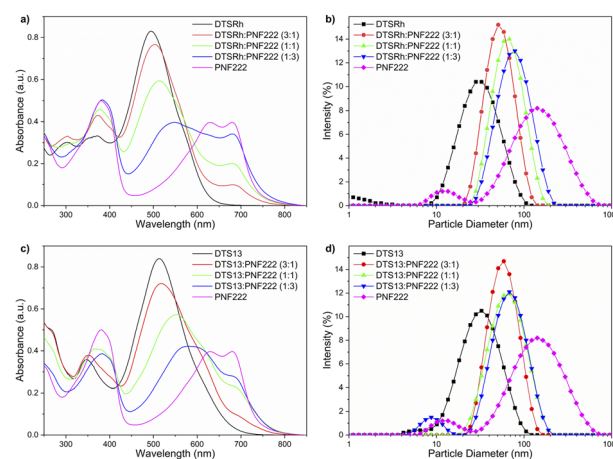 a)
DTSRh
DTSRh:PNF222 (3:1)
DTSRh:PNF222 (1:1)
DTSRh:PNF222 (1:3)
PNF222
0.8
0.6
0.4
0.2
0.0
Absorbance (a.u.)
300 400 500 600 700 800
Wavelength (nm)
b)
DTSRh
DTSRh:PNF222 (3:1)
DTSRh:PNF222 (1:1)
DTSRh:PNF222 (1:3)
PNF222
14
12
10
8
6
4
2
0
Intensity (%)
1 10 100
Particle Diameter (nm)
c)
DTS13
DTS13:PNF222 (3:1)
DTS13:PNF222 (1:1)
DTS13:PNF222 (1:3)
PNF222
0.8
0.6
0.4
0.2
0.0
Absorbance (a.u.)
300 400 500 600 700 800
Wavelength (nm)
d)
DTS13
DTS13:PNF222 (3:1)
DTS13:PNF222 (1:1)
DTS13:PNF222 (1:3)
PNF222
14
12
10
8
6
4
2
0
Intensity (%)
1 10 100
Particle Diameter (nm)